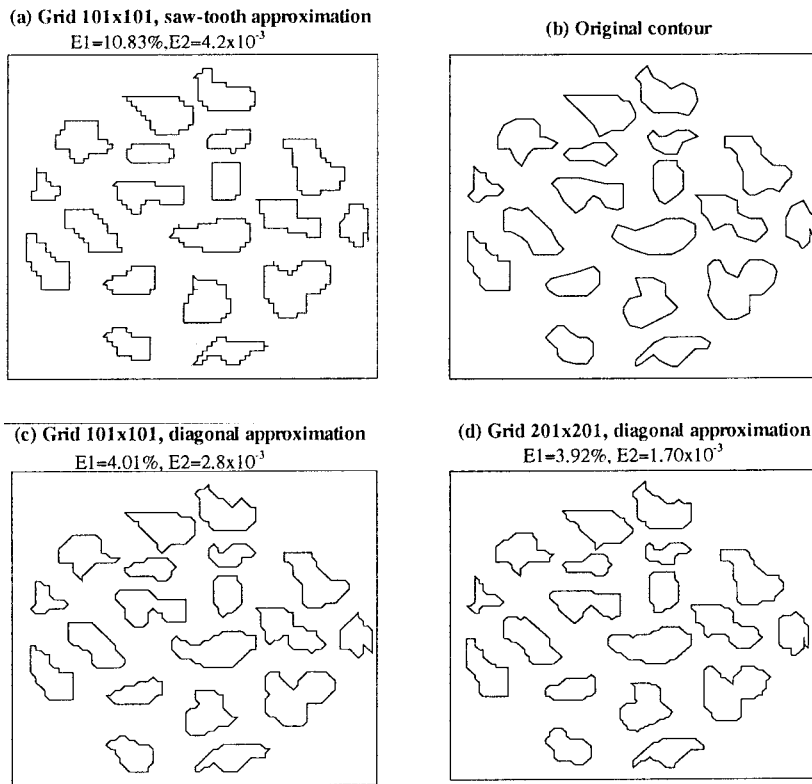 (a) Grid 101x101, saw-tooth approximation
E1=10.83%,E2=4.2x10⁻³
(b) Original contour
(c) Grid 101x101, diagonal approximation
E1=4.01%, E2=2.8x10⁻³
(d) Grid 201x201, diagonal approximation
E1=3.92%, E2=1.70x10⁻³